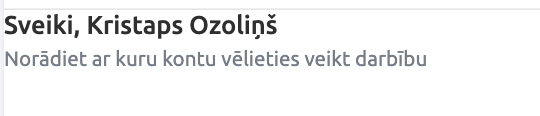 Sveiki, Kristaps Ozoliņš
Norādiet ar kuru kontu vēlieties veikt darbību